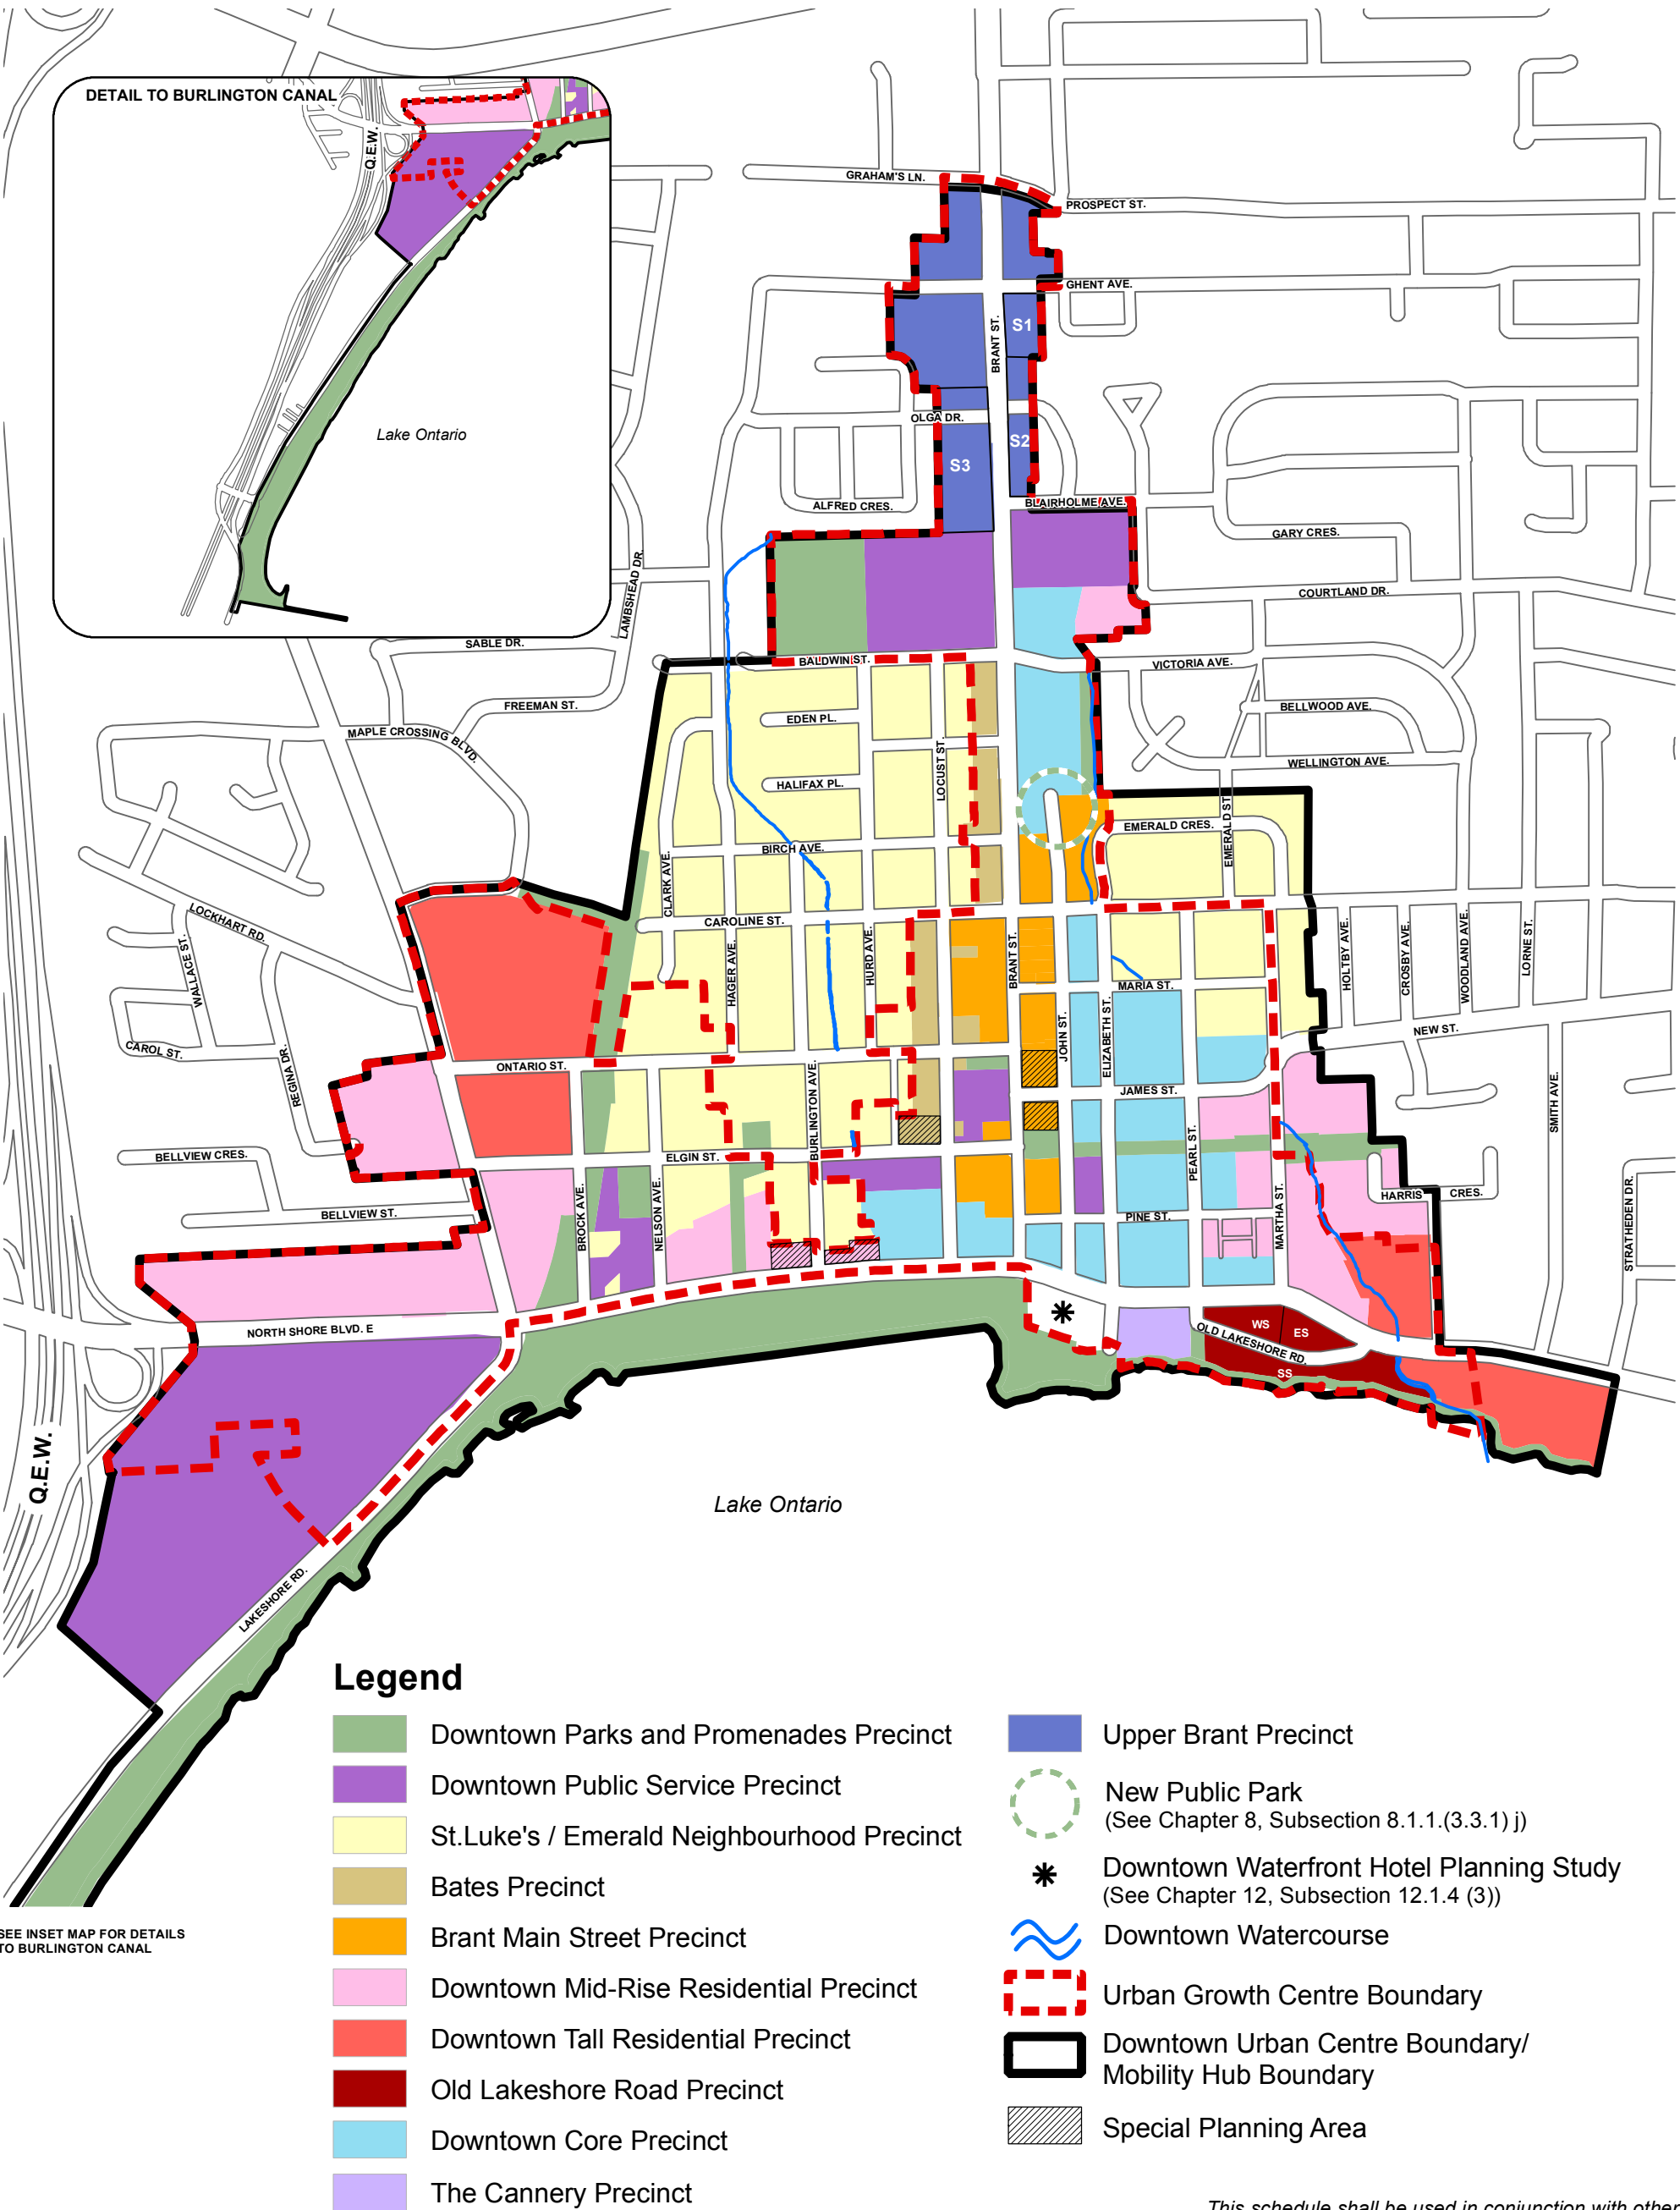 DETAIL TO BURLINGTON CANAL
Q.E.W.
Lake Ontario
GRAHAM'S LN.
PROSPECT ST.
GHENT AVE.
BRANT ST.
S1
OLGA DR.
S2
S3
ALFRED CRES.
BLAIRHOLME AVE.
GARY CRES.
COURTLAND DR.
LAMBSHEAD DR.
SABLE DR.
BALDWIN ST.
VICTORIA AVE.
FREEMAN ST.
EDEN PL.
BELLWOOD AVE.
MAPLE CROSSING BLVD.
LOCUST ST.
WELLINGTON AVE.
HALIFAX PL.
EMERALD ST.
EMERALD CRES.
BIRCH AVE.
CLARK AVE.
LOCKHART RD.
CAROLINE ST.
WALLACE ST.
HAGER AVE.
HURD AVE.
BRANT ST.
HOLTBY AVE.
CROSBY AVE.
WOODLAND AVE.
LORNE ST.
MARIA ST.
JOHN ST.
ELIZABETH ST.
NEW ST.
CAROL ST.
REGINA DR.
ONTARIO ST.
JAMES ST.
SMITH AVE.
BURLINGTON AVE.
PEARL ST.
BELLVIEW CRES.
ELGIN ST.
HARRIS CRES.
BELLVIEW ST.
BROCK AVE.
NELSON AVE.
PINE ST.
MARTHA ST.
STRATHEDEN DR.
NORTH SHORE BLVD. E
WS
ES
OLD LAKESHORE RD.
SS
Q.E.W.
Lake Ontario
LAKESHORE RD.
SEE INSET MAP FOR DETAILS
TO BURLINGTON CANAL
Legend
Downtown Parks and Promenades Precinct
Downtown Public Service Precinct
St.Luke's / Emerald Neighbourhood Precinct
Bates Precinct
Brant Main Street Precinct
Downtown Mid-Rise Residential Precinct
Downtown Tall Residential Precinct
Old Lakeshore Road Precinct
Downtown Core Precinct
The Cannery Precinct
Upper Brant Precinct
New Public Park
(See Chapter 8, Subsection 8.1.1.(3.3.1) j)
Downtown Waterfront Hotel Planning Study
(See Chapter 12, Subsection 12.1.4 (3))
Downtown Watercourse
Urban Growth Centre Boundary
Downtown Urban Centre Boundary/
Mobility Hub Boundary
Special Planning Area
This schedule shall be used in conjunction with other